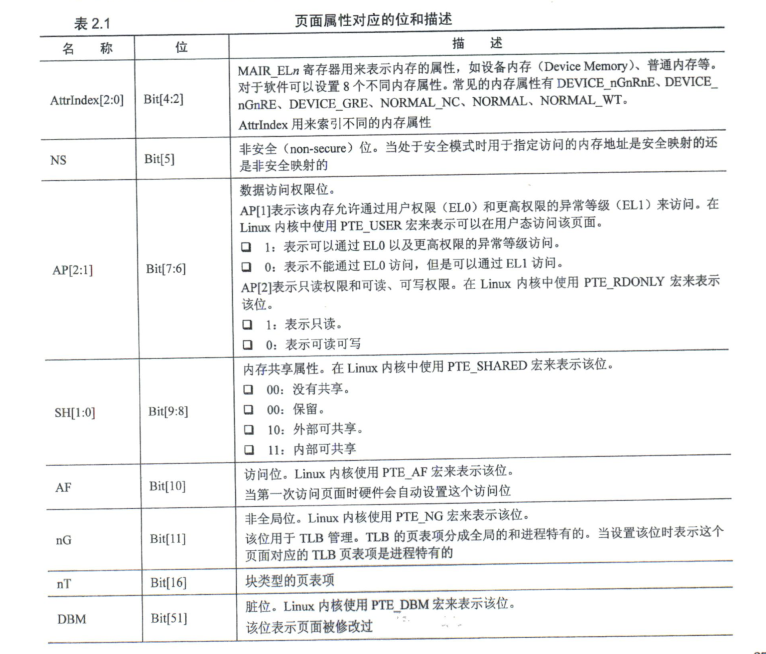 表 2.1 页面属性对应的位和描述
名 称 位 描 述
AttrIndex[2:0] Bit[4:2] MAIR_ELn 寄存器用来表示内存的属性，如设备内存（Device Memory）、普通内存等。
对于软件可以设置 8 个不同内存属性。常见的内存属性有 DEVICE_nGnRnE、DEVICE_
nGnRE、DEVICE_GRE、NORMAL_NC、NORMAL、NORMAL_WT。
AttrIndex 用来索引不同的内存属性
NS Bit[5] 非安全（non-secure）位。当处于安全模式时用于指定访问的内存地址是安全映射的还
是非安全映射的
AP[2:1] Bit[7:6] 数据访问权限位。
AP[1]表示该内存允许通过用户权限（EL0）和更高权限的异常等级（EL1）来访问。在
Linux 内核中使用 PTE_USER 宏来表示可以在用户态访问该页面。
❑ 1：表示可以通过 EL0 以及更高权限的异常等级访问。
❑ 0：表示不能通过 EL0 访问，但是可以通过 EL1 访问。
AP[2]表示只读权限和可读、可写权限。在 Linux 内核中使用 PTE_RDONLY 宏来表示
该位。
❑ 1：表示只读。
❑ 0：表示可读可写
SH[1:0] Bit[9:8] 内存共享属性。在 Linux 内核中使用 PTE_SHARED 宏来表示该位。
❑ 00：没有共享。
❑ 00：保留。
❑ 10：外部可共享。
❑ 11：内部可共享
AF Bit[10] 访问位。Linux 内核使用 PTE_AF 宏来表示该位。
当第一次访问页面时硬件会自动设置这个访问位
nG Bit[11] 非全局位。Linux 内核使用 PTE_NG 宏来表示该位。
该位用于 TLB 管理。TLB 的页表项分成全局的和进程特有的。当设置该位时表示这个
页面对应的 TLB 页表项是进程特有的
nT Bit[16] 块类型的页表项
DBM Bit[51] 脏位。Linux 内核使用 PTE_DBM 宏来表示该位。
该位表示页面被修改过